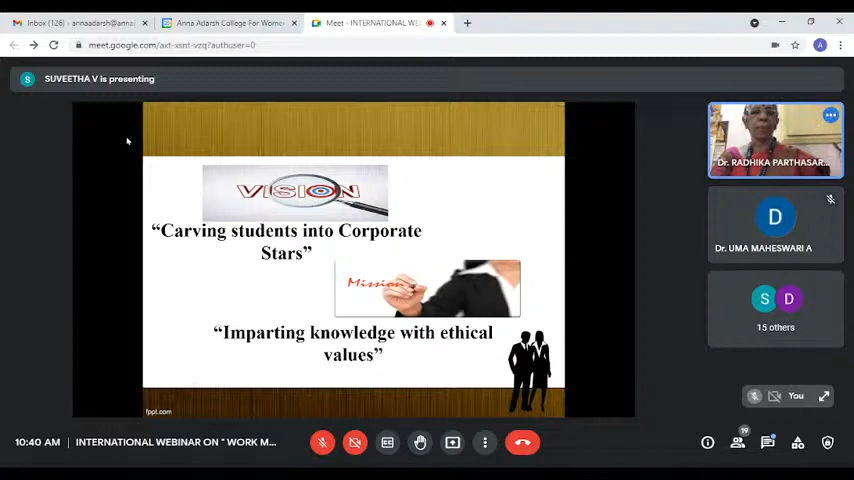 Inbox (126) - annaadarsh@anna
Anna Adarsh College For Women
Meet - INTERNATIONAL WE
meet.google.com/axt-xsnt-vzq?authuser=0
A
S
SUVEETHA V is presenting
VISION
“Carving students into Corporate
Stars”
Mission
“Imparting knowledge with ethical
values”
fppt.com
Dr. RADHIKA PARTHASAR...
D
Dr. UMA MAHESWARI A
S D
15 others
You
10:40 AM | INTERNATIONAL WEBINAR ON " WORK M...
19